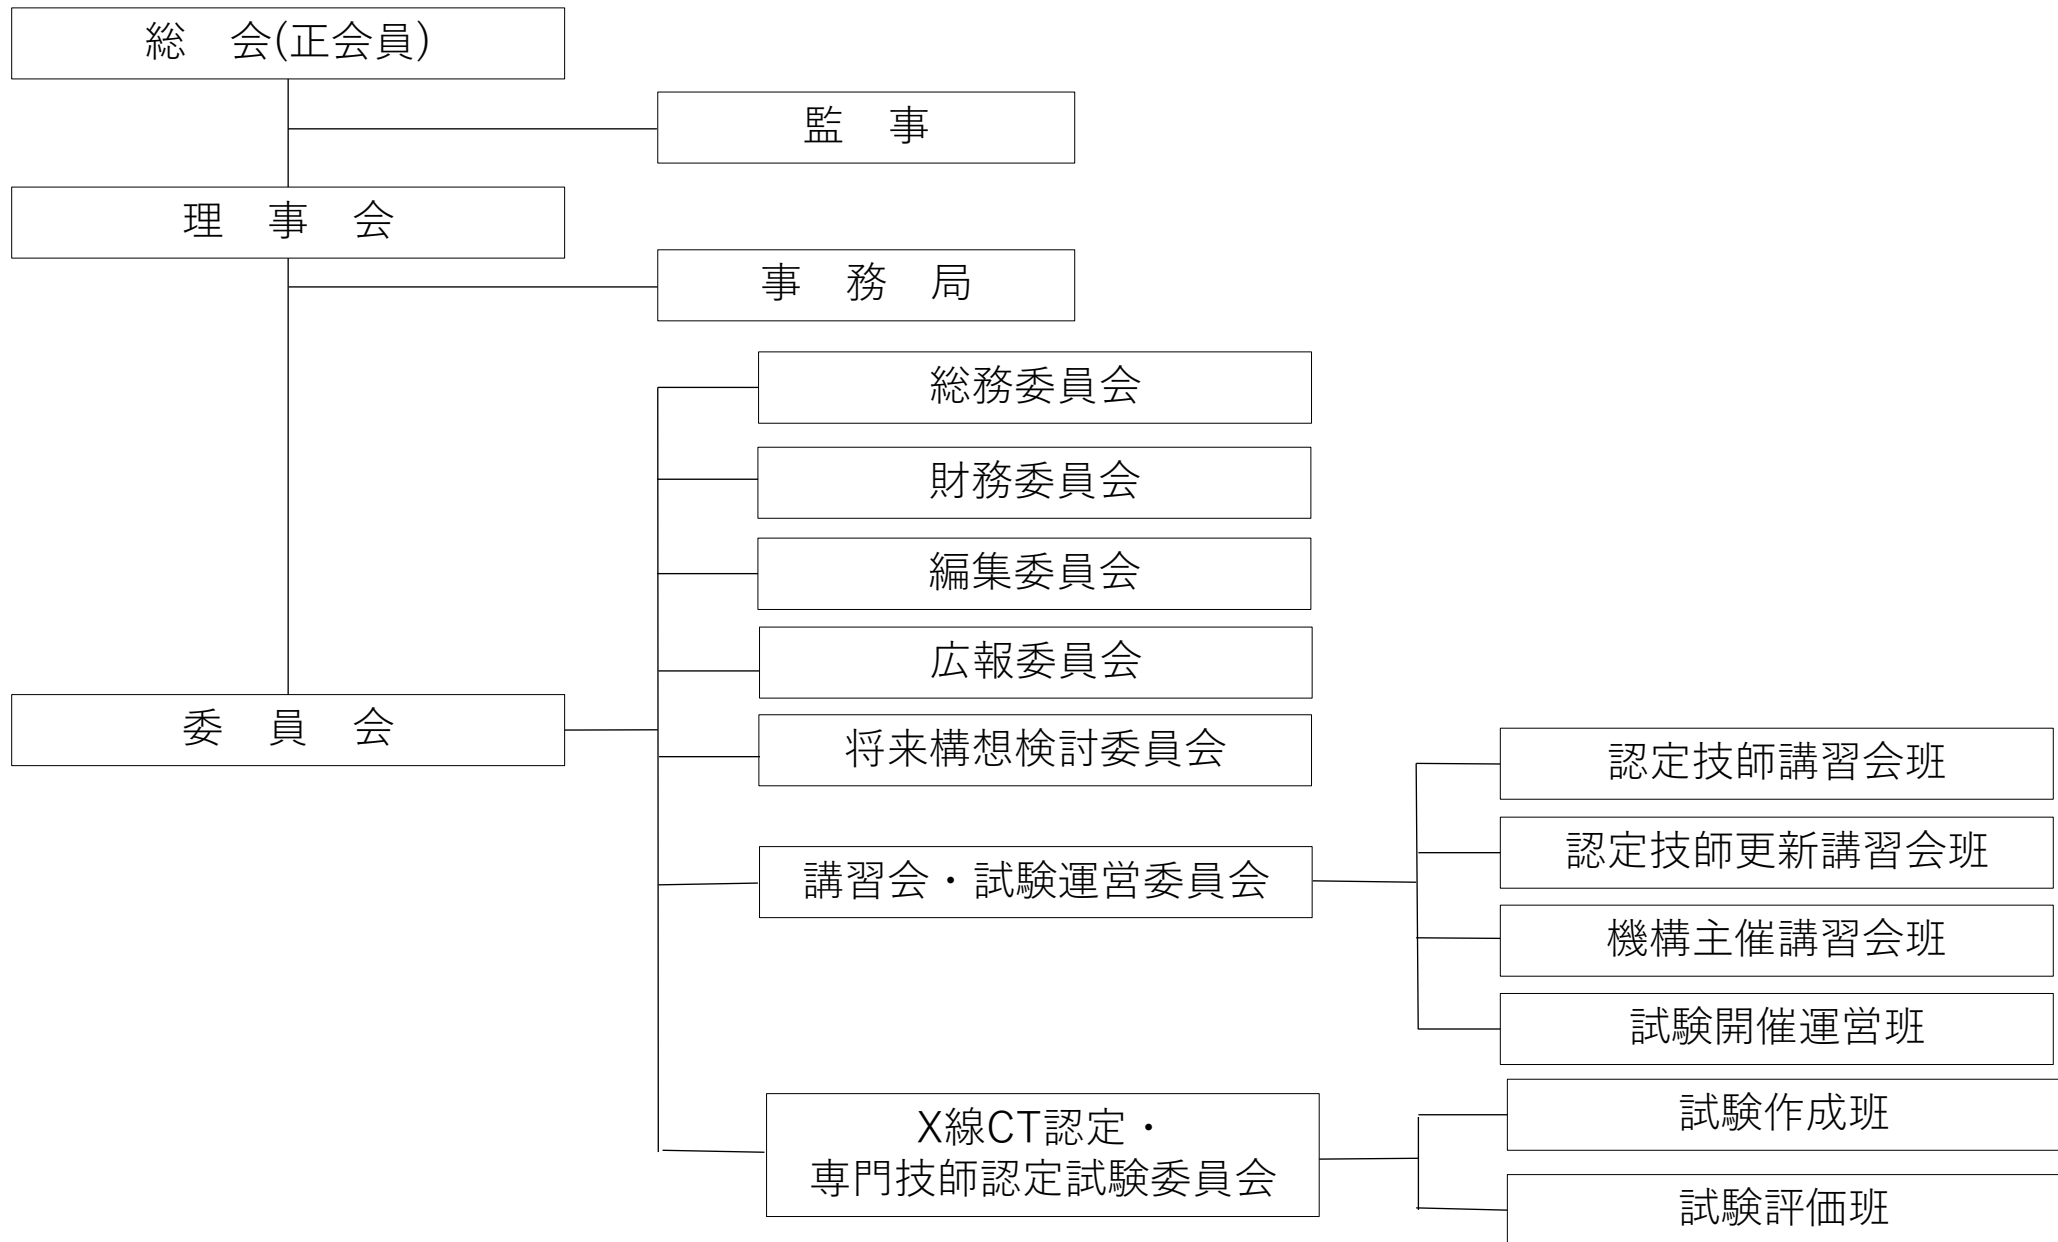 総　会(正会員)
監　事
理　事　会
事　務　局
総務委員会
財務委員会
編集委員会
広報委員会
委　員　会
将来構想検討委員会
講習会・試験運営委員会
認定技師講習会班
認定技師更新講習会班
機構主催講習会班
試験開催運営班
X線CT認定・
専門技師認定試験委員会
試験作成班
試験評価班